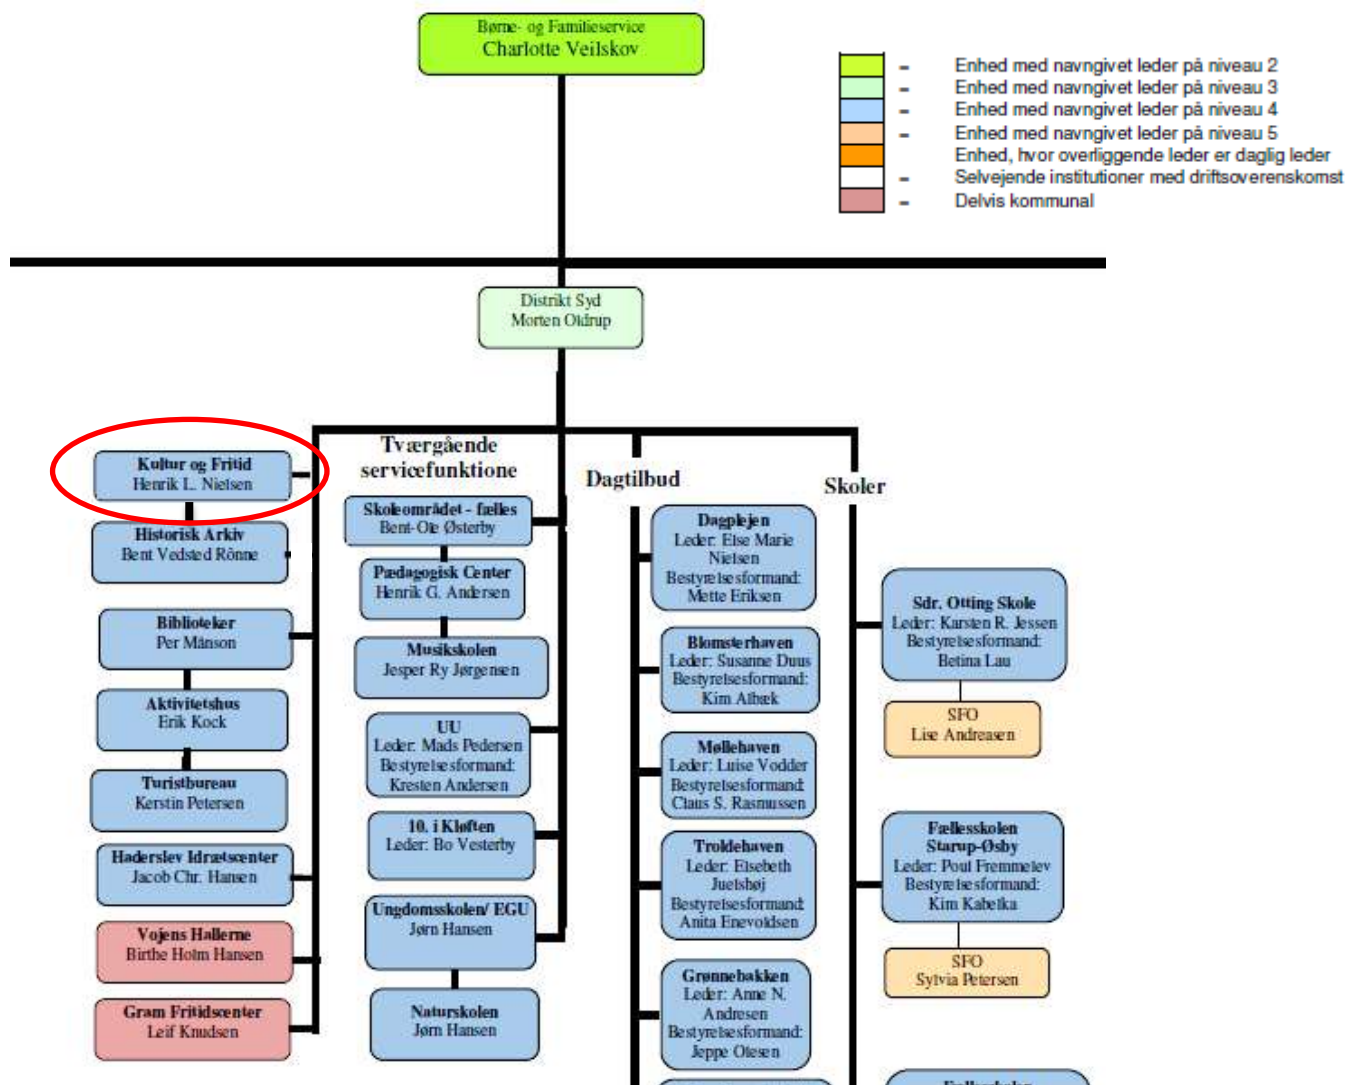 Børne- og Familieservice
Charlotte Veilskov
Enhed med navngivet leder på niveau 2
Enhed med navngivet leder på niveau 3
Enhed med navngivet leder på niveau 4
Enhed med navngivet leder på niveau 5
Enhed, hvor overliggende leder er daglig leder
Selvejende institutioner med driftsoverenskomst
Delvis kommunal
Distrikt Syd
Morten Oldrup
Kultur og Fritid
Henrik L. Nielsen
Historisk Arkiv
Bent Vedsted Rönne
Biblioteker
Per Månson
Aktivitetshus
Erik Kock
Turistbureau
Kerstin Petersen
Haderslev Idrætscenter
Jacob Chr. Hansen
Vojens Hallerne
Birthe Holm Hansen
Gram Fritidscenter
Leif Knudsen
Tværgående
servicefunktione
Skoleområdet - fælles
Bent-Ole Østerby
Pædagogisk Center
Henrik G. Andersen
Musikskolen
Jesper Ry Jørgensen
UU
Leder: Mads Pedersen
Bestyrelsesformand:
Kresten Andersen
10. i Kløften
Leder: Bo Vesterby
Ungdomsskolen/ EGU
Jørn Hansen
Naturskolen
Jørn Hansen
Dagtilbud
Dagplejen
Leder: Else Marie
Nielsen
Bestyrelsesformand:
Mette Eriksen
Blomsterhaven
Leder: Susanne Duus
Bestyrelsesformand:
Kim Albæk
Møllehaven
Leder: Luise Vodder
Bestyrelsesformand:
Claus S. Rasmussen
Troldehaven
Leder: Elsebeth
Juelshøj
Bestyrelsesformand:
Anita Enevoldsen
Grønnebakken
Leder: Anne N.
Andresen
Bestyrelsesformand:
Jeppe Olesen
Skoler
Sdr. Otting Skole
Leder: Karsten R. Jessen
Bestyrelsesformand:
Betina Lau
SFO
Lise Andreasen
Fællesskolen
Starup-Øsby
Leder: Poul Fremmelev
Bestyrelsesformand:
Kim Kabelka
SFO
Sylvia Petersen